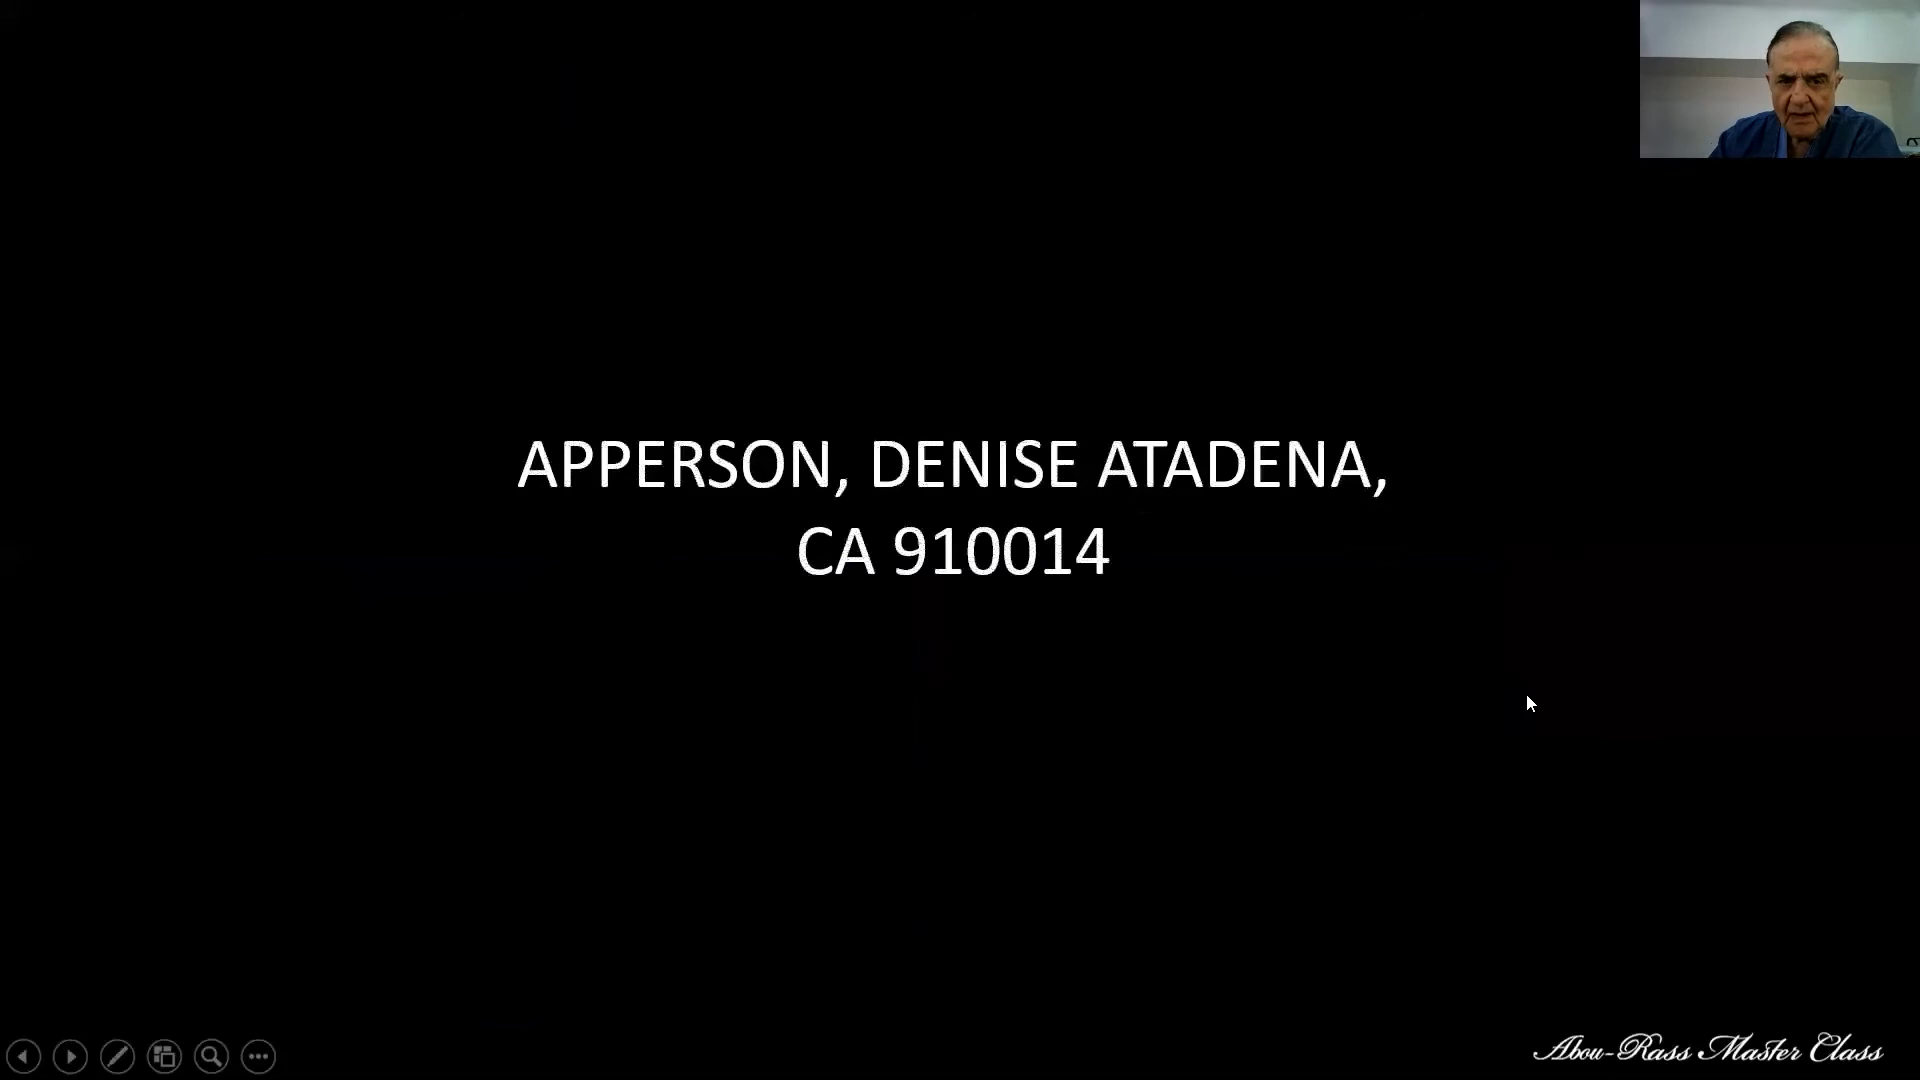 APPERSON, DENISE ATADENA,
CA 910014
Abou-Rass Master Class